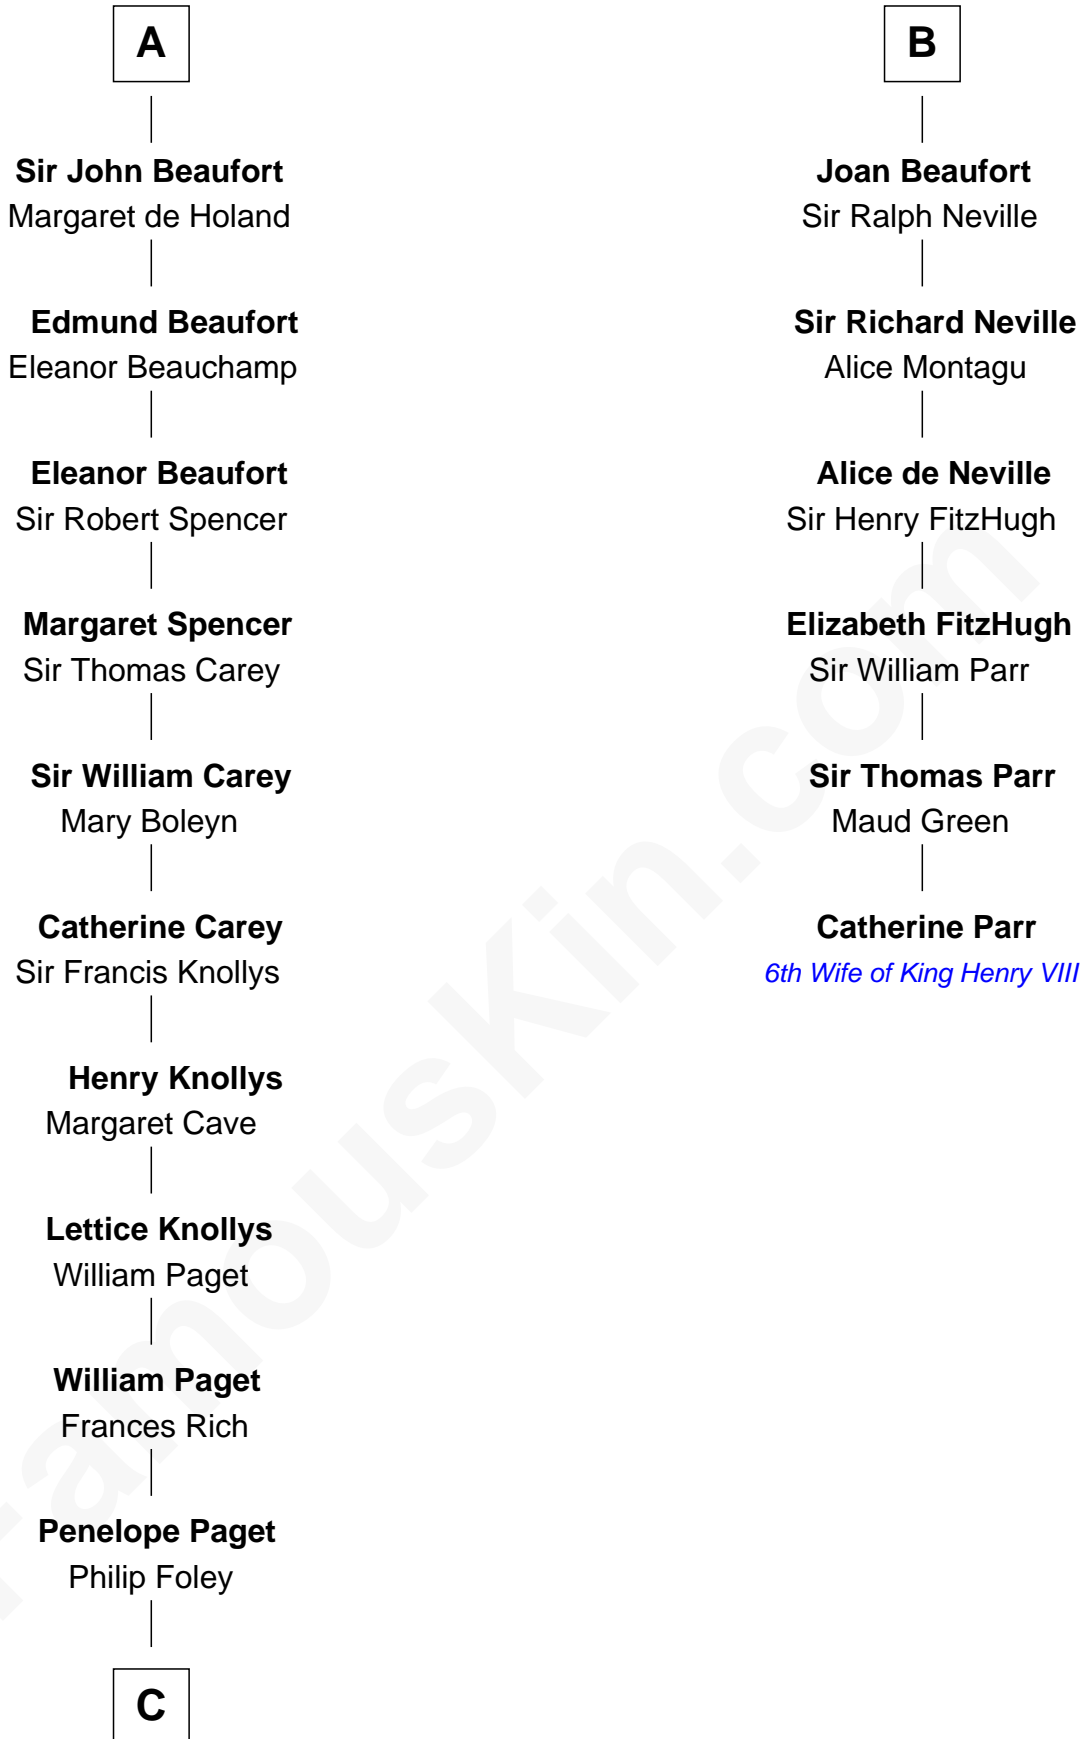 A
Sir John Beaufort
Margaret de Holand
Edmund Beaufort
Eleanor Beauchamp
Eleanor Beaufort
Sir Robert Spencer
Margaret Spencer
Sir Thomas Carey
Sir William Carey
Mary Boleyn
Catherine Carey
Sir Francis Knollys
Henry Knollys
Margaret Cave
Lettice Knollys
William Paget
William Paget
Frances Rich
Penelope Paget
Philip Foley
C
B
Joan Beaufort
Sir Ralph Neville
Sir Richard Neville
Alice Montagu
Alice de Neville
Sir Henry FitzHugh
Elizabeth FitzHugh
Sir William Parr
Sir Thomas Parr
Maud Green
Catherine Parr
6th Wife of King Henry VIII
FamousKin.com